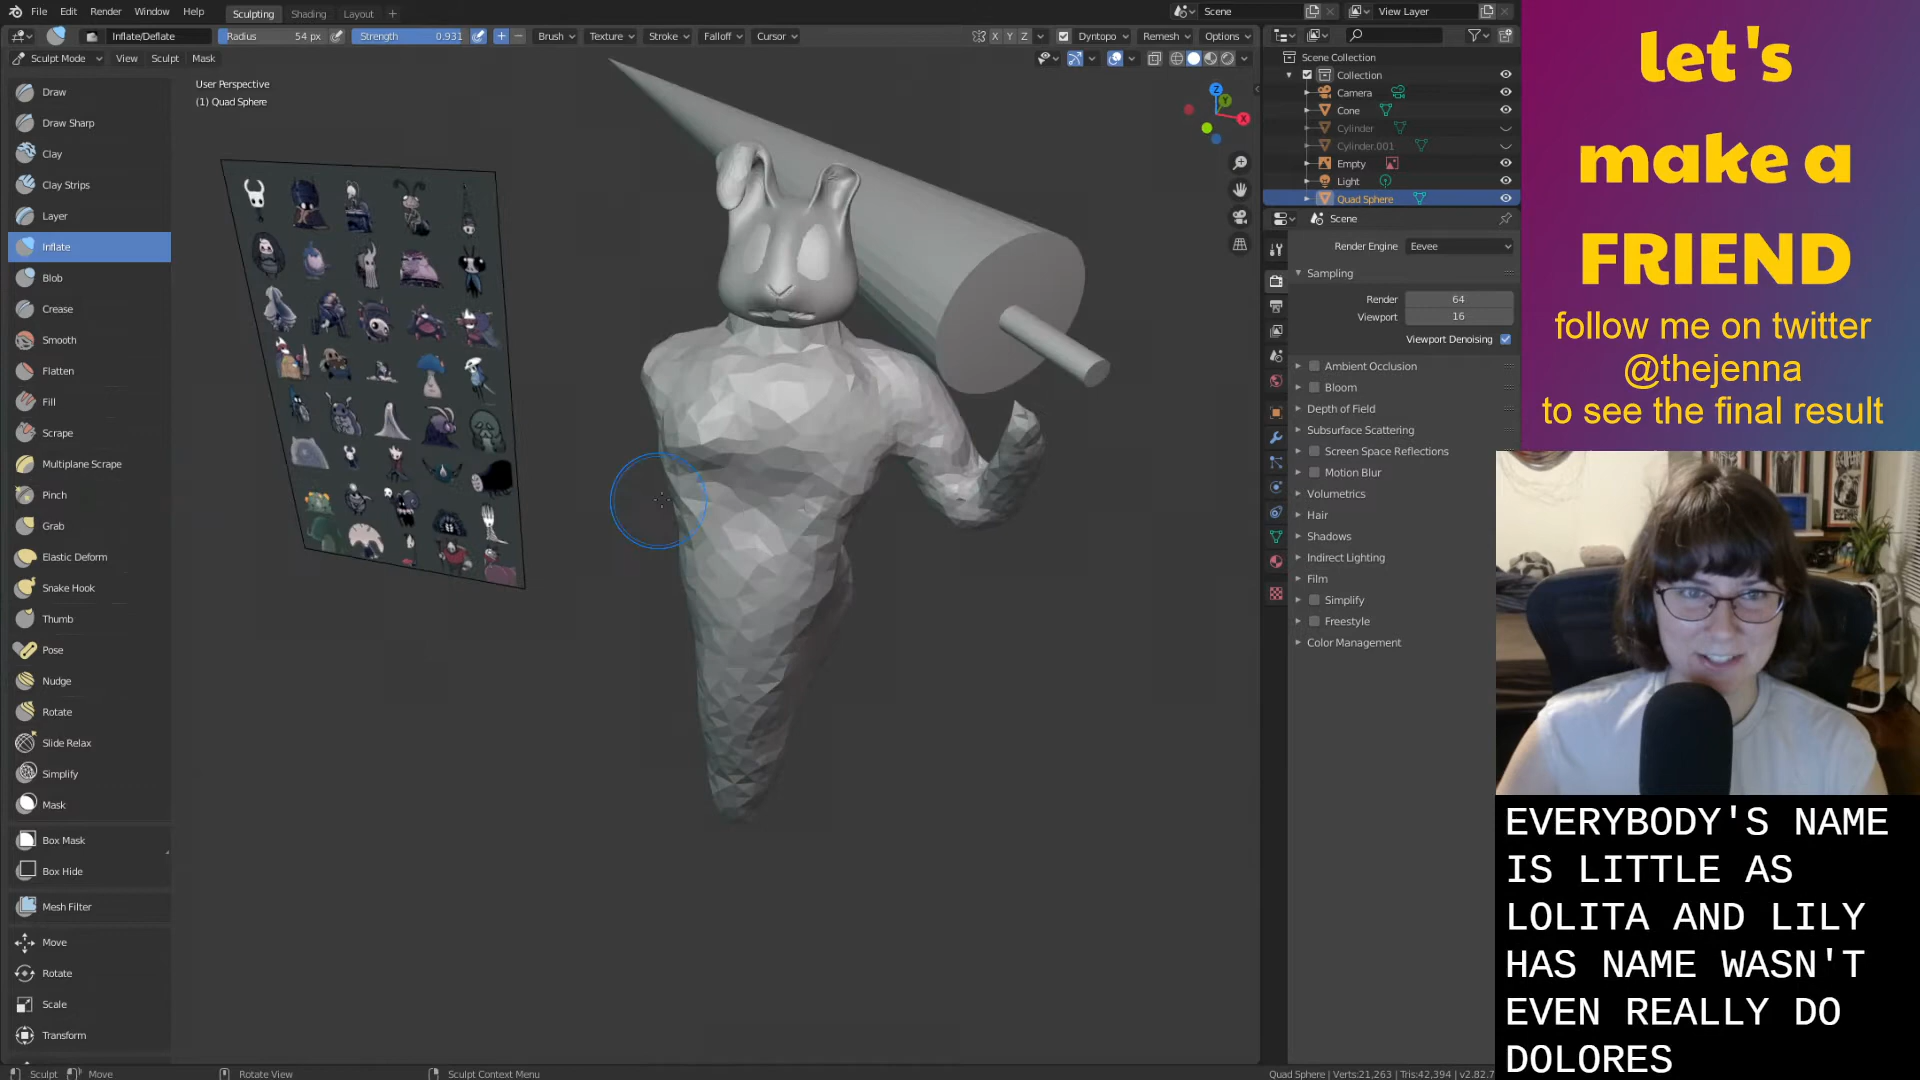 File Edit Render Window Help Sculpting Shading Layout + Scene View Layer
Inflate/Deflate Radius 54 px Strength 0.931 Brush Texture Stroke Falloff Cursor X Y Z Dyntopo Remesh Options
Sculpt Mode View Sculpt Mask
User Perspective
(1) Quad Sphere
Draw
Draw Sharp
Clay
Clay Strips
Layer
Inflate
Blob
Crease
Smooth
Flatten
Fill
Scrape
Multiplane Scrape
Pinch
Grab
Elastic Deform
Snake Hook
Thumb
Pose
Nudge
Rotate
Slide Relax
Simplify
Mask
Box Mask
Box Hide
Mesh Filter
Move
Rotate
Scale
Transform
Z
Y
X
Scene Collection
Collection
Camera
Cone
Cylinder
Cylinder.001
Empty
Light
Quad Sphere
Scene
Render Engine Eevee
Sampling
Render 64
Viewport 16
Viewport Denoising
Ambient Occlusion
Bloom
Depth of Field
Subsurface Scattering
Screen Space Reflections
Motion Blur
Volumetrics
Hair
Shadows
Indirect Lighting
Film
Simplify
Freestyle
Color Management
let's
make a
FRIEND
follow me on twitter
@thejenna
to see the final result
EVERYBODY'S NAME
IS LITTLE AS
LOLITA AND LILY
HAS NAME WASN'T
EVEN REALLY DO
DOLORES
Sculpt Move Rotate View Sculpt Context Menu Quad Sphere | Verts:21,263 | Tris:42,394 | v2.82.7